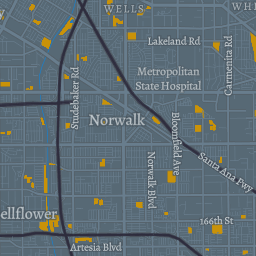 WELLS
WH
Lakeland Rd
Carmenita Rd
Studebaker Rd
Metropolitan
State Hospital
Norwalk
Bloomfield Ave
Santa Ana Fwy
Norwalk Blvd
ellflower
166th St
Artesia Blvd